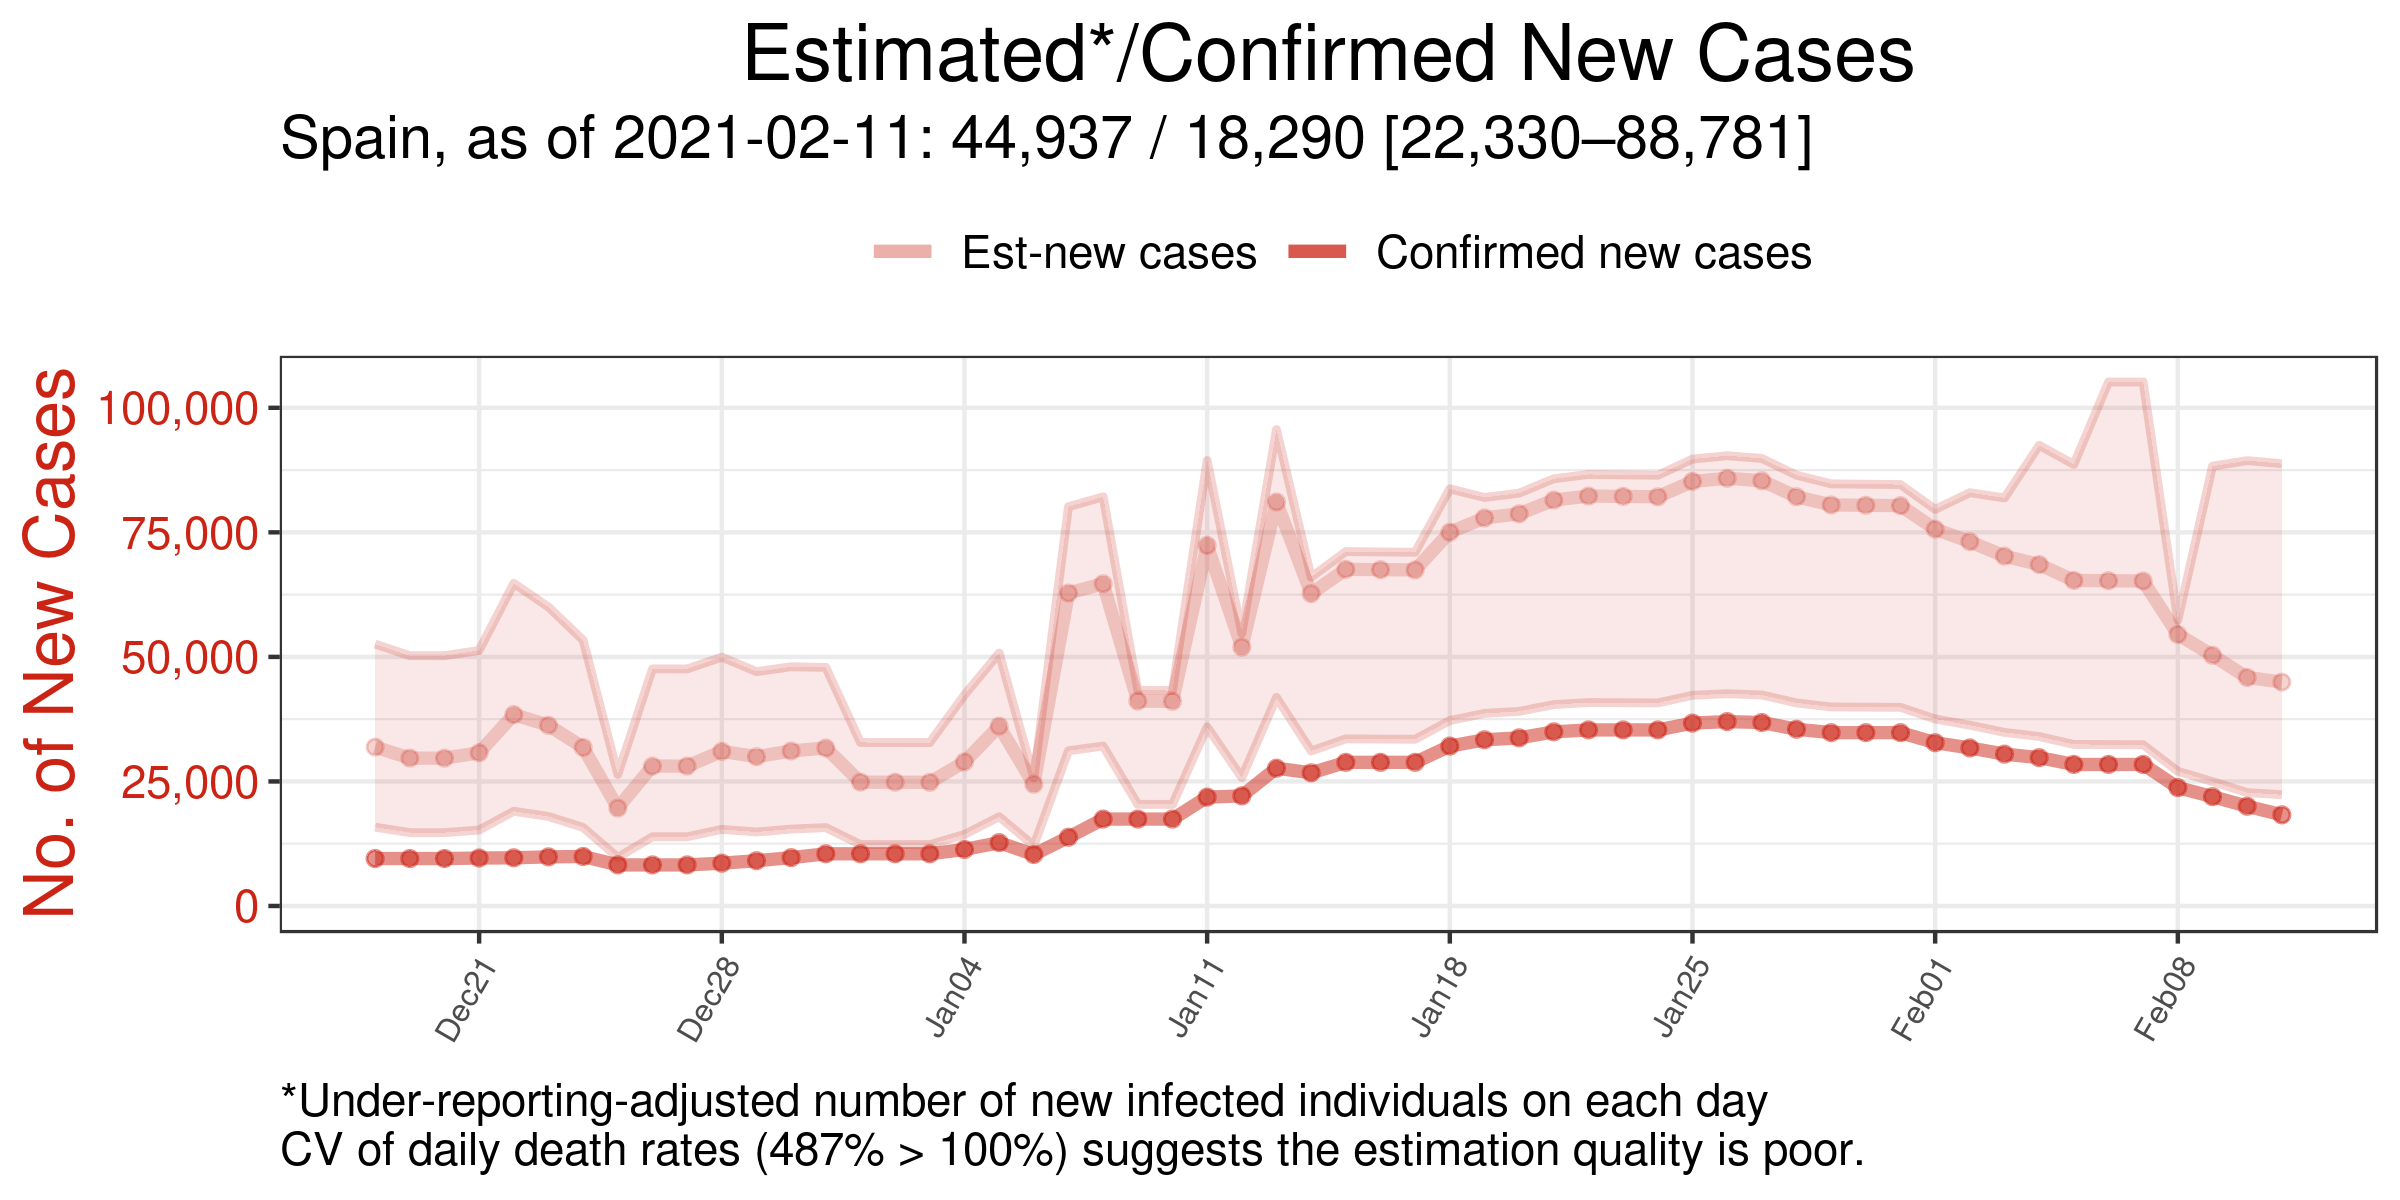 Estimated*/Confirmed New Cases
Spain, as of 2021-02-11: 44,937 / 18,290 [22,330–88,781]
Est-new cases Confirmed new cases
No. of New Cases
100,000
75,000
50,000
25,000
0
Dec21 Dec28 Jan04 Jan11 Jan18 Jan25 Feb01 Feb08
*Under-reporting-adjusted number of new infected individuals on each day
CV of daily death rates (487% > 100%) suggests the estimation quality is poor.